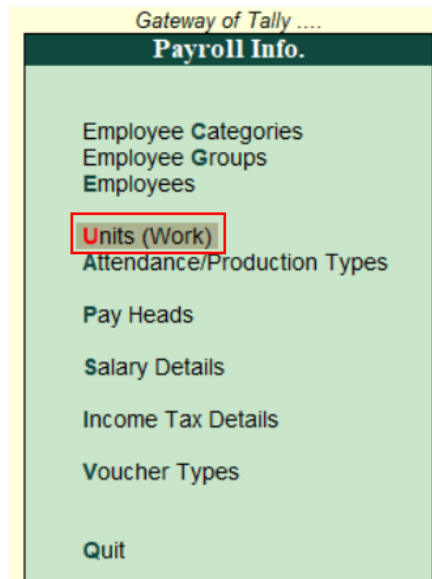 Gateway of Tally ....
Payroll Info.
Employee Categories
Employee Groups
Employees
Units (Work)
Attendance/Production Types
Pay Heads
Salary Details
Income Tax Details
Voucher Types
Quit